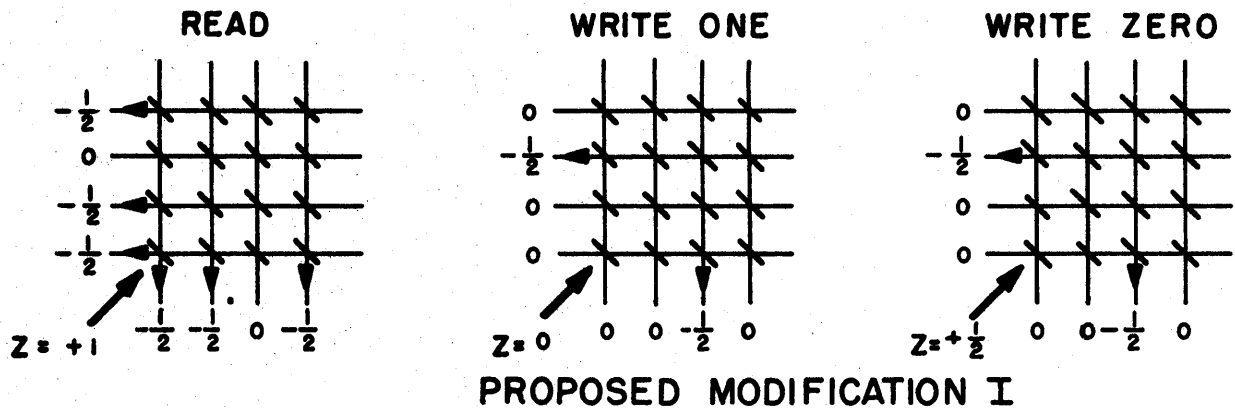 READ
WRITE ONE
WRITE ZERO
-1/2
0
-1/2
-1/2
-1/2 -1/2 0 -1/2
Z = +1
0
-1/2
0
0
0 0 -1/2 0
Z = 0
0
-1/2
0
0
0 0 -1/2 0
Z = +1/2
PROPOSED MODIFICATION I